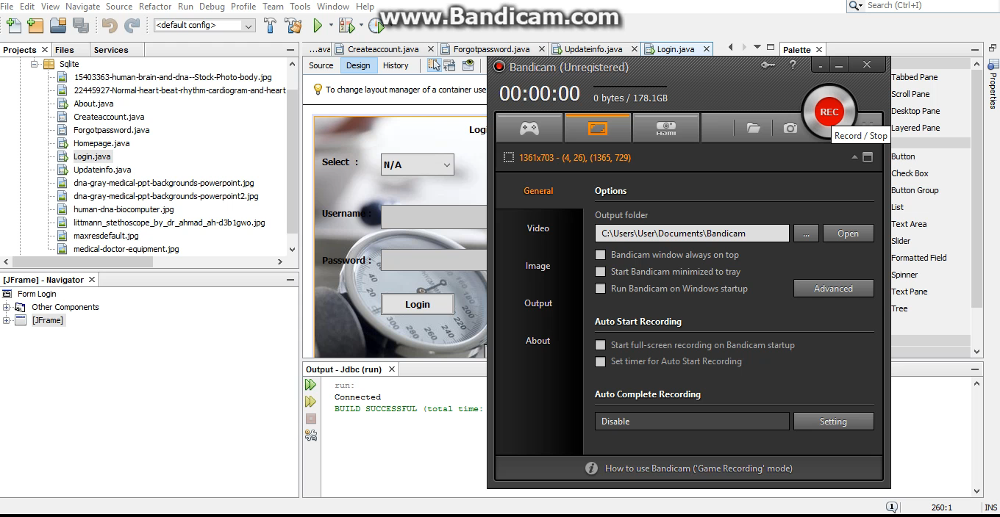 File Edit View Navigate Source Refactor Run Debug Profile Team Tools Window Help
Search (Ctrl+I)
www.Bandicam.com
<default config>
Projects
Files
Services
Sqlite
15403363-human-brain-and-dna--Stock-Photo-body.jpg
22445927-Normal-heart-beat-rhythm-cardiogram-and-heart
About.java
Createaccount.java
Forgotpassword.java
Homepage.java
Login.java
Updateinfo.java
dna-gray-medical-ppt-backgrounds-powerpoint.jpg
dna-gray-medical-ppt-backgrounds-powerpoint2.jpg
human-dna-biocomputer.jpg
littmann_stethoscope_by_dr_ahmad_ah-d3b1gwo.jpg
maxresdefault.jpg
medical-doctor-equipment.jpg
[JFrame] - Navigator
Form Login
Other Components
[JFrame]
...ava Createaccount.java Forgotpassword.java Updateinfo.java Login.java
Source Design History
To change layout manager of a container use
Logi
Select :
N/A
Username :
Password :
Login
Output - Jdbc (run)
run:
Connected
BUILD SUCCESSFUL (total time:
Bandicam (Unregistered)
?
00:00:00
0 bytes / 178.1GB
REC
Record / Stop
HDMI
1361x703 - (4, 26), (1365, 729)
General
Video
Image
Output
About
Options
Output folder
C:\Users\User\Documents\Bandicam
...
Open
Bandicam window always on top
Start Bandicam minimized to tray
Run Bandicam on Windows startup
Advanced
Auto Start Recording
Start full-screen recording on Bandicam startup
Set timer for Auto Start Recording
Auto Complete Recording
Disable
Setting
How to use Bandicam ('Game Recording' mode)
Palette
Tabbed Pane
Scroll Pane
Desktop Pane
Layered Pane
Button
Check Box
Button Group
List
Text Area
Slider
Formatted Field
Spinner
Text Pane
Tree
Properties
1
260:1
INS